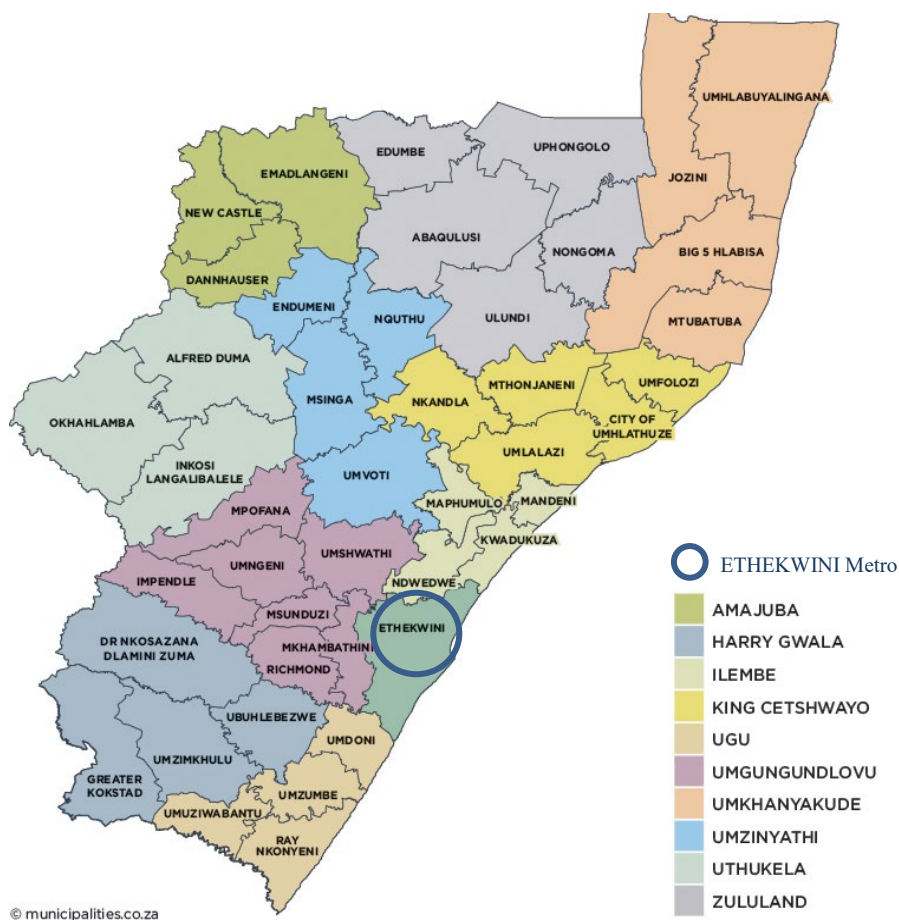 UMHLABUYALINGANA
EDUMBE
UPHONGOLO
EMADLANGENI
JOZINI
NEW CASTLE
ABAQULUSI
NONGOMA
BIG 5 HLABISA
DANNHAUSER
ENDUMENI
NQUTHU
ULUNDI
MTUBATUBA
ALFRED DUMA
MSINGA
NKANDLA
MTHONJANENI
UMFOLOZI
OKHAHLAMBA
CITY OF
UMHLATHUZE
UMLALAZI
INKOSI
LANGALIBALELE
UMVOTI
MAPHUMULO
MANDENI
MPOFANA
KWADUKUZA
UMSHWATHI
UMNGENI
IMPENDLE
NDWEDWE
MSUNDUZI
ETHEKWINI
DR NKOSAZANA
DLAMINI ZUMA
MKHAMBATHINI
RICHMOND
UBUHLEBEZWE
UMDONI
UMZIMKHULU
GREATER
KOKSTAD
UMZUMBE
UMUZIWABANTU
RAY
NKONYENI
ETHEKWINI Metro
AMAJUBA
HARRY GWALA
ILEMBE
KING CETSHWAYO
UGU
UMGUNGUNDLOVU
UMKHANYAKUDE
UMZINYATHI
UTHUKELA
ZULULAND
© municipalities.co.za